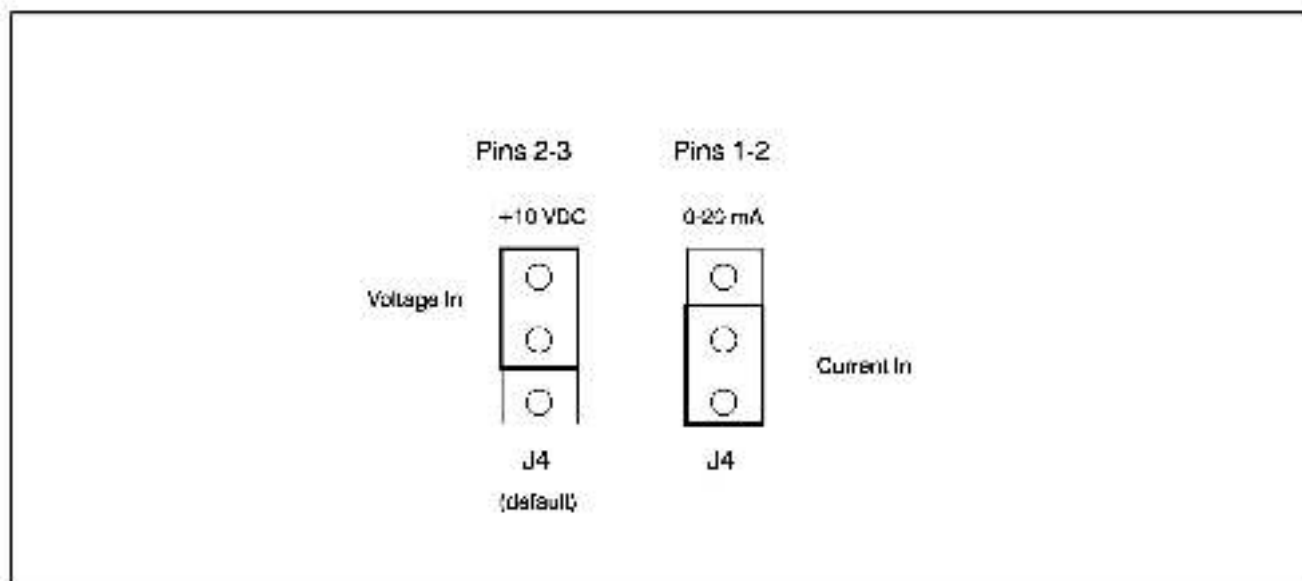 Pins 2-3
Pins 1-2
+10 VDC
0-20 mA
Voltage In
Current In
J4
J4
(default)